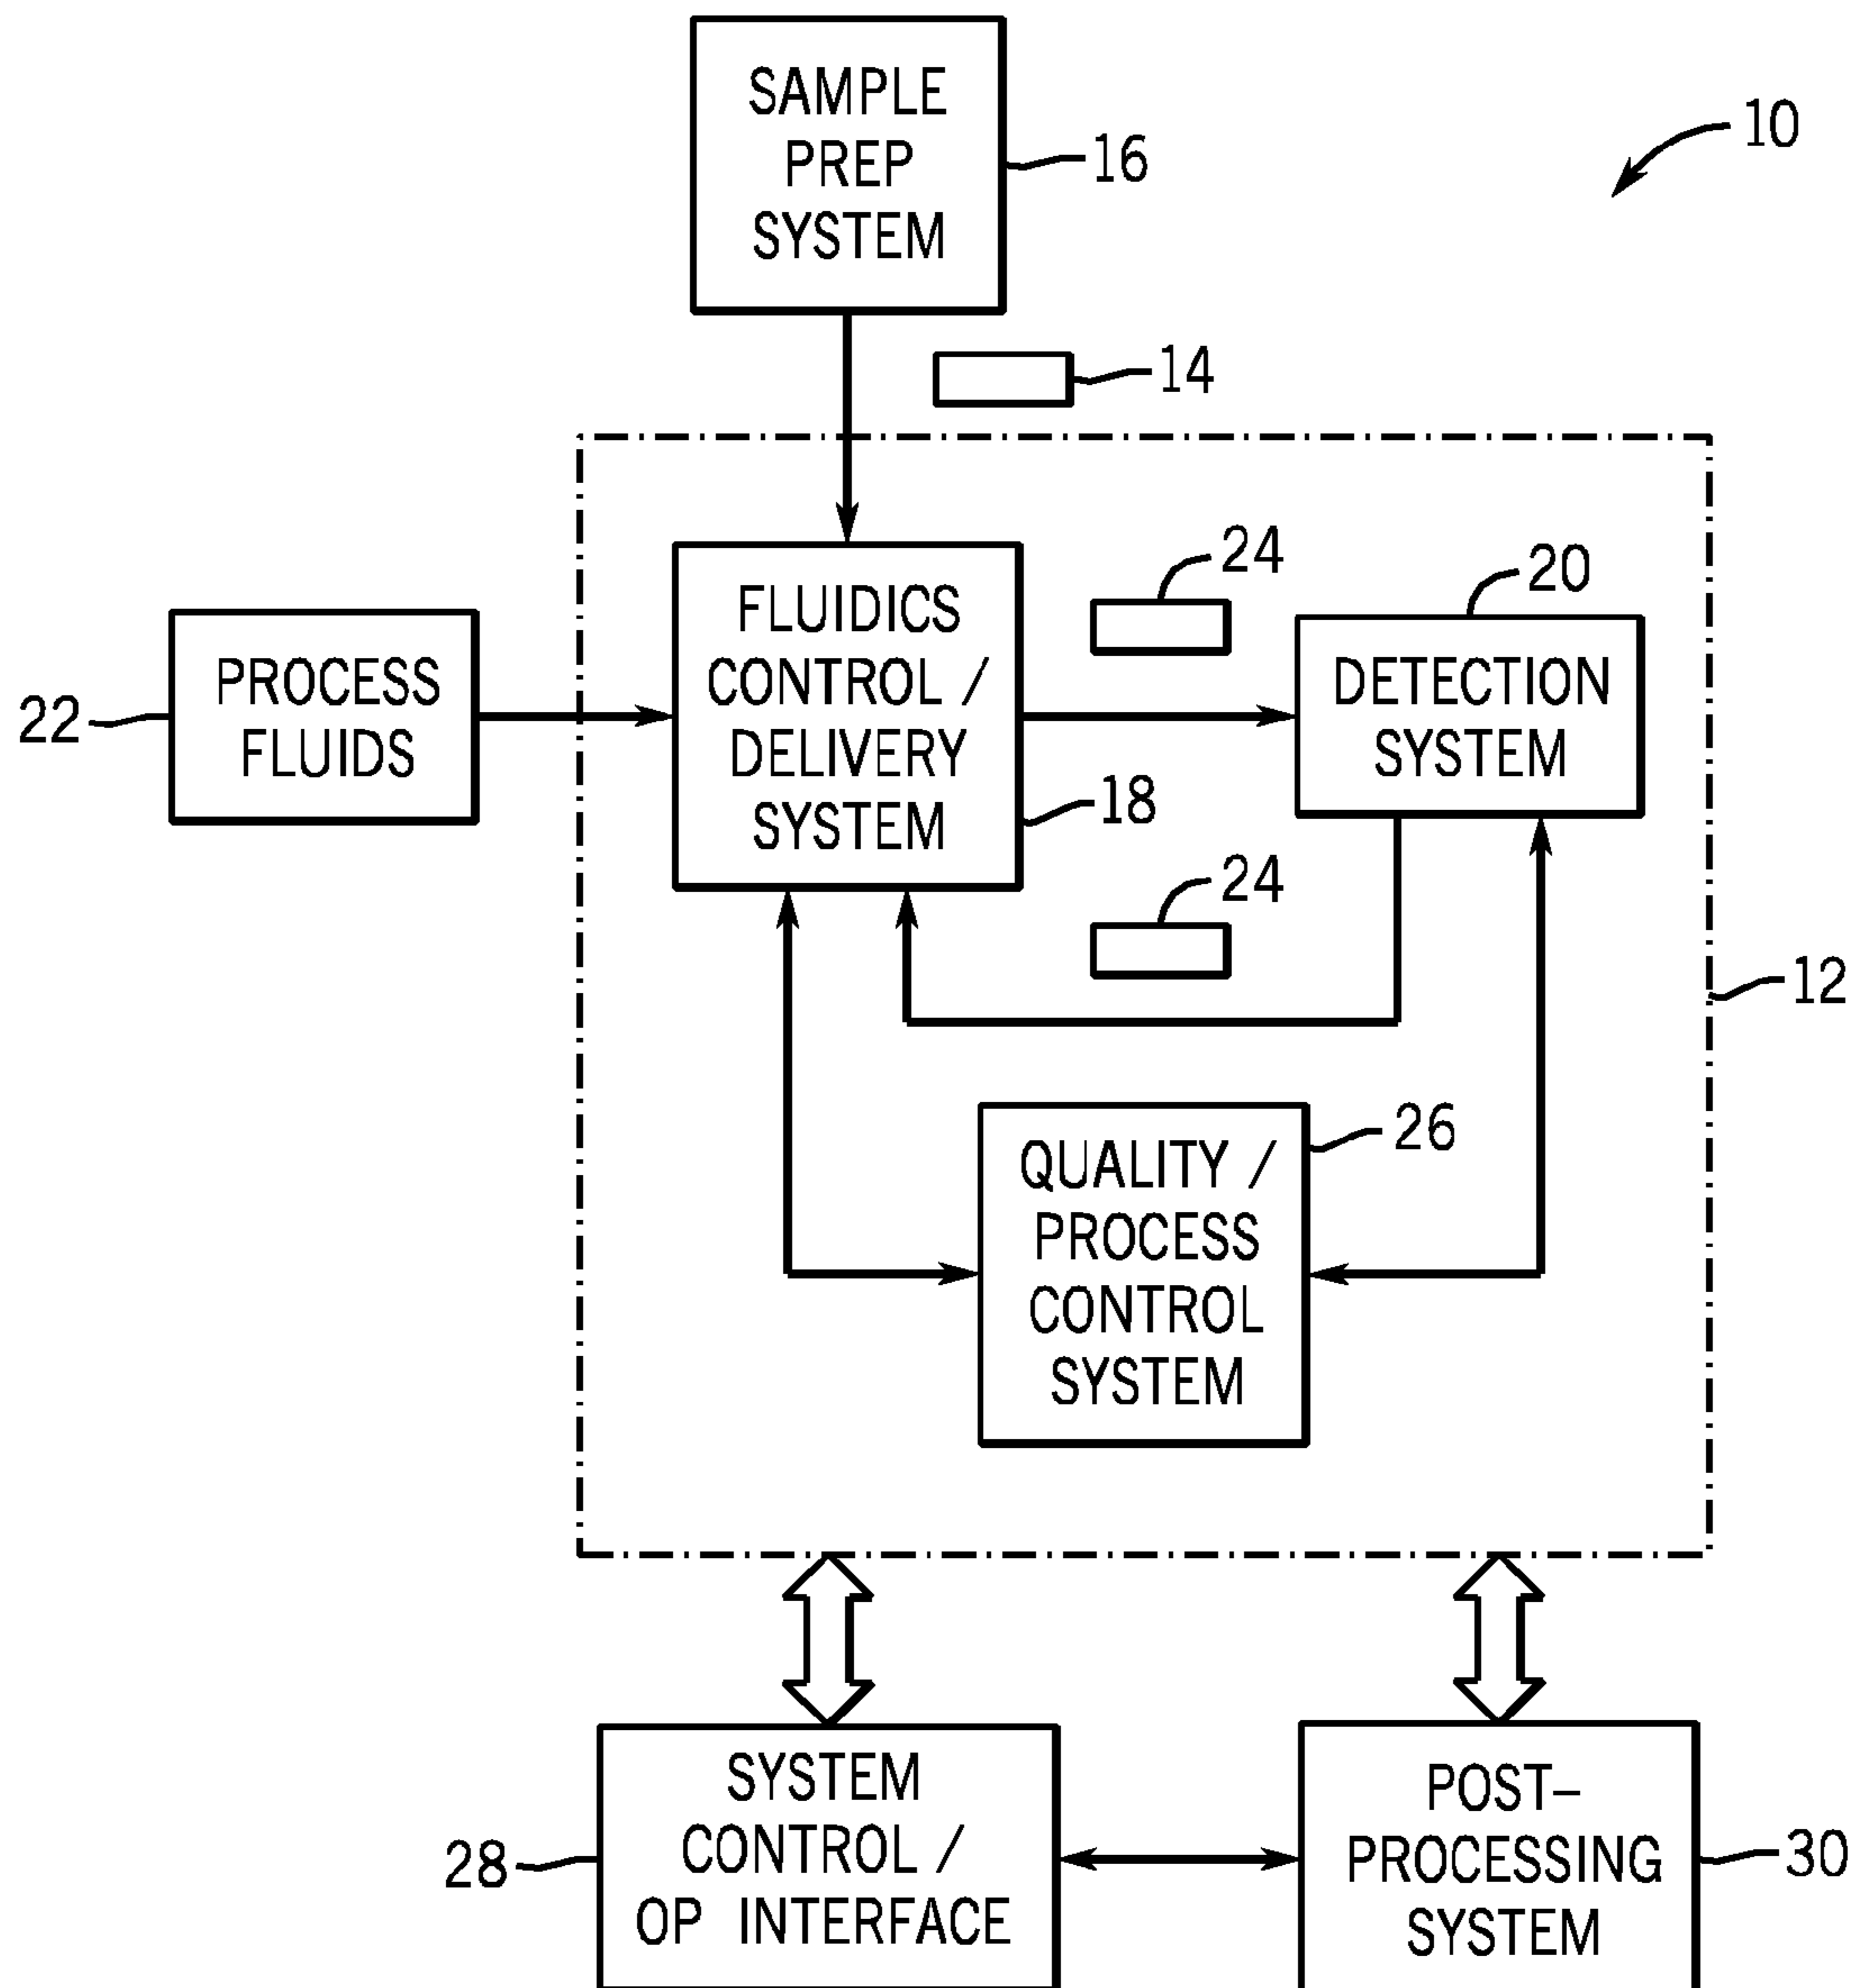 SAMPLE
PREP
SYSTEM
16
10
14
24
20
FLUIDICS
CONTROL /
DELIVERY
SYSTEM
18
DETECTION
SYSTEM
22
PROCESS
FLUIDS
24
12
26
QUALITY /
PROCESS
CONTROL
SYSTEM
28
SYSTEM
CONTROL /
OP INTERFACE
POST-
PROCESSING
SYSTEM
30